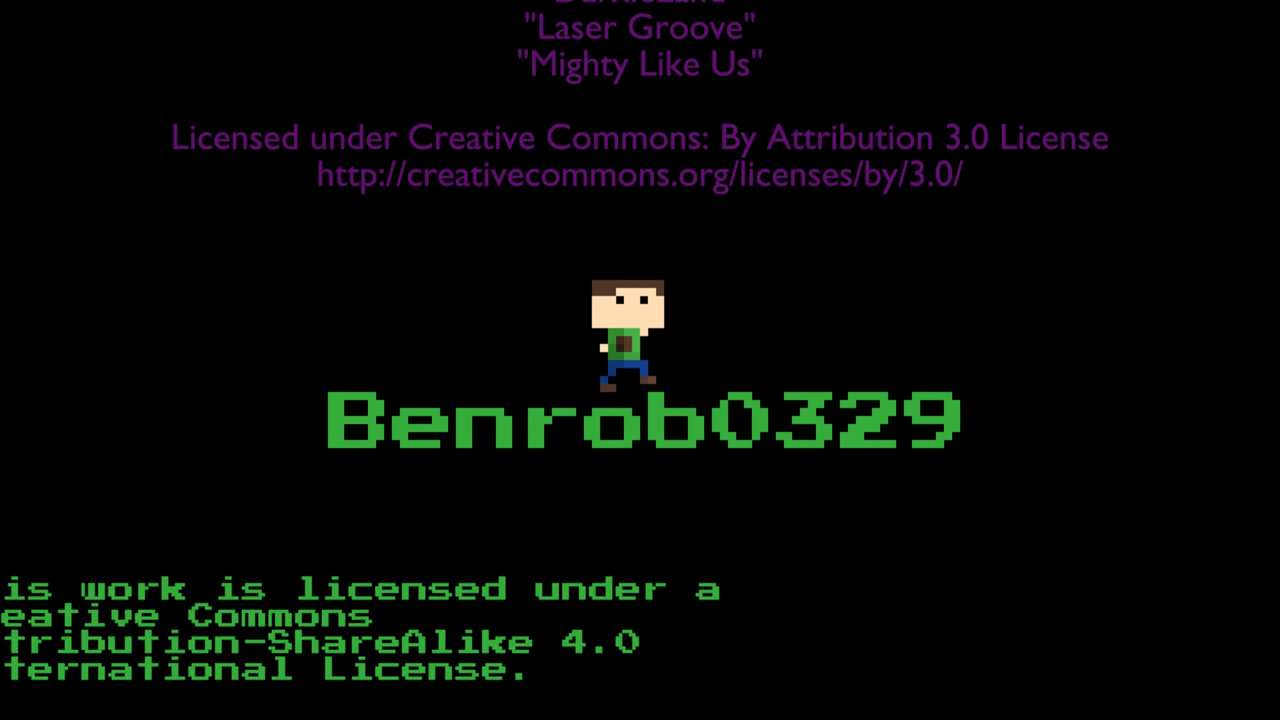 "Laser Groove"
"Mighty Like Us"
Licensed under Creative Commons: By Attribution 3.0 License
http://creativecommons.org/licenses/by/3.0/
Benrob0329
is work is licensed under a
eative Commons
tribution-ShareAlike 4.0
ternational License.